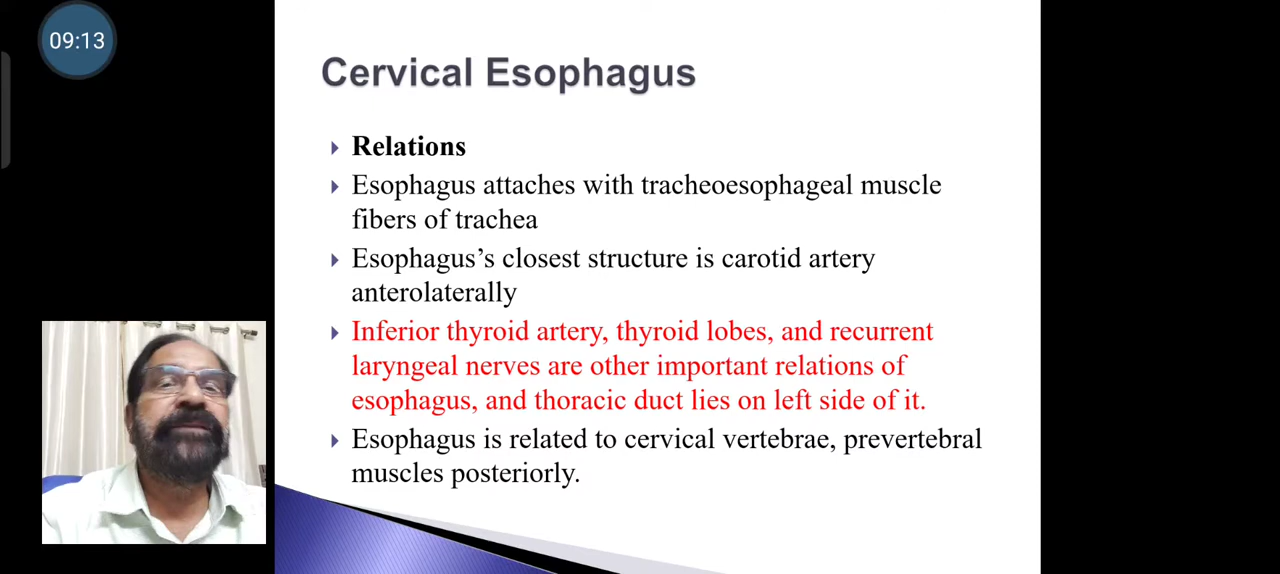 09:13
Cervical Esophagus
Relations
Esophagus attaches with tracheoesophageal muscle
fibers of trachea
Esophagus’s closest structure is carotid artery
anterolaterally
Inferior thyroid artery, thyroid lobes, and recurrent
laryngeal nerves are other important relations of
esophagus, and thoracic duct lies on left side of it.
Esophagus is related to cervical vertebrae, prevertebral
muscles posteriorly.